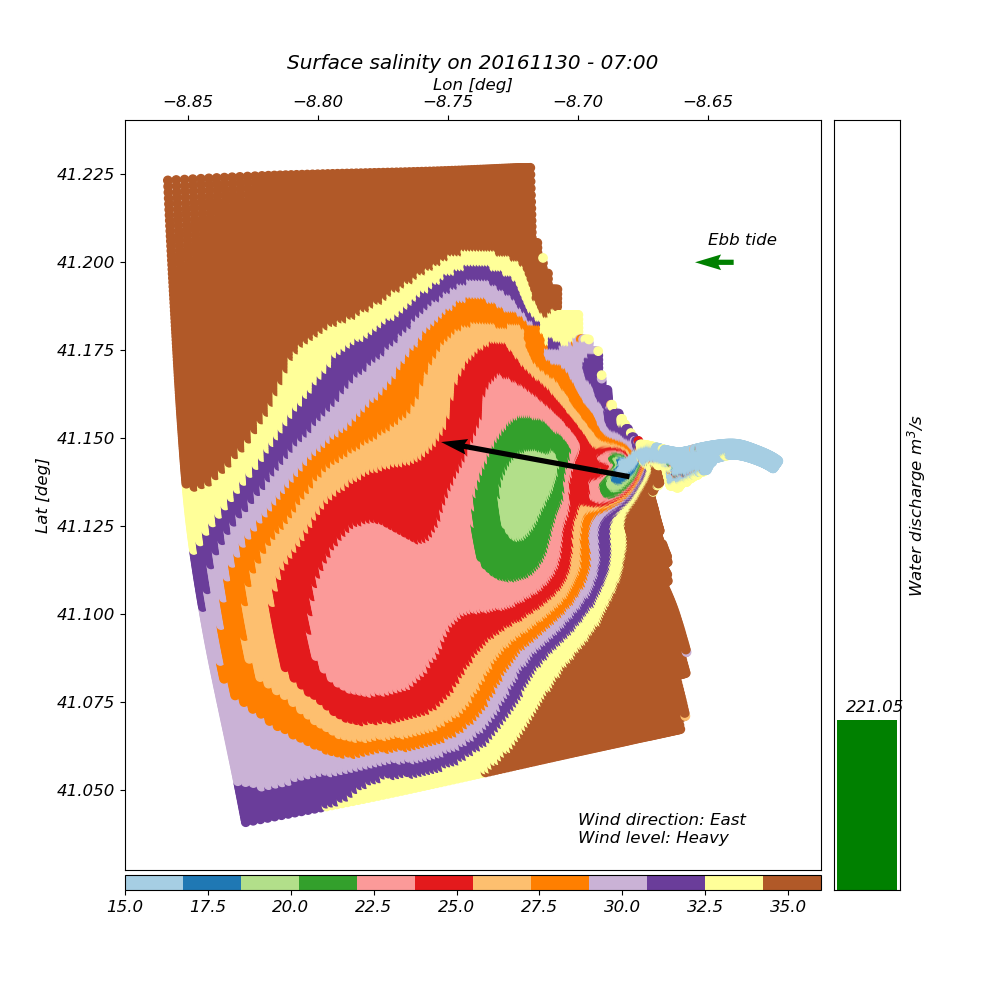 Surface salinity on 20161130 - 07:00
Lon [deg]
−8.85 −8.80 −8.75 −8.70 −8.65
41.225
Ebb tide
41.200
41.175
41.150
41.125
41.100
41.075
41.050
Lat [deg]
Water discharge m³/s
221.05
Wind direction: East
Wind level: Heavy
15.0 17.5 20.0 22.5 25.0 27.5 30.0 32.5 35.0